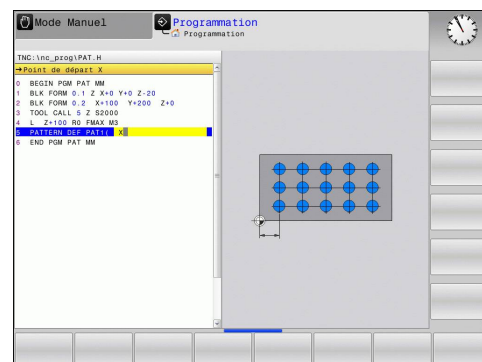 Mode Manuel
Programmation
Programmation
TNC:\nc_prog\PAT.H
→Point de départ X
0 BEGIN PGM PAT MM
1 BLK FORM 0.1 Z X+0 Y+0 Z-20
2 BLK FORM 0.2 X+100 Y+200 Z+0
3 TOOL CALL 5 Z S2000
4 L Z+100 R0 FMAX M3
5 PATTERN DEF PAT1( X
6 END PGM PAT MM